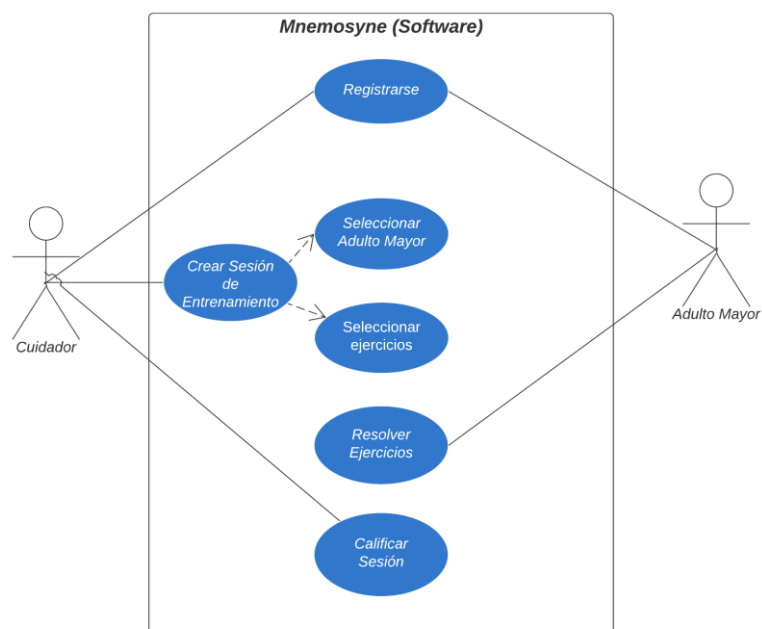 Mnemosyne (Software)
Registrarse
Seleccionar
Adulto Mayor
Crear Sesión
de
Entrenamiento
Seleccionar
ejercicios
Cuidador
Adulto Mayor
Resolver
Ejercicios
Calificar
Sesión